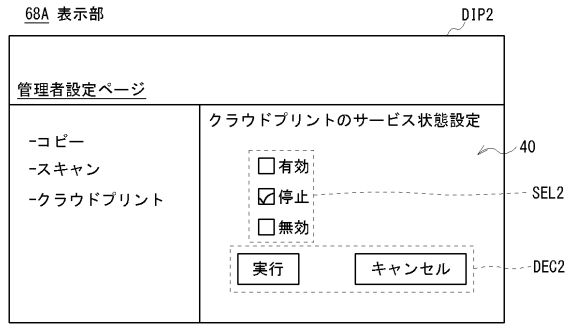 68A 表示部
DIP2
管理者設定ページ
クラウドプリントのサービス状態設定
-コピー
-スキャン
-クラウドプリント
40
有効
停止
SEL2
無効
実行 キャンセル
DEC2